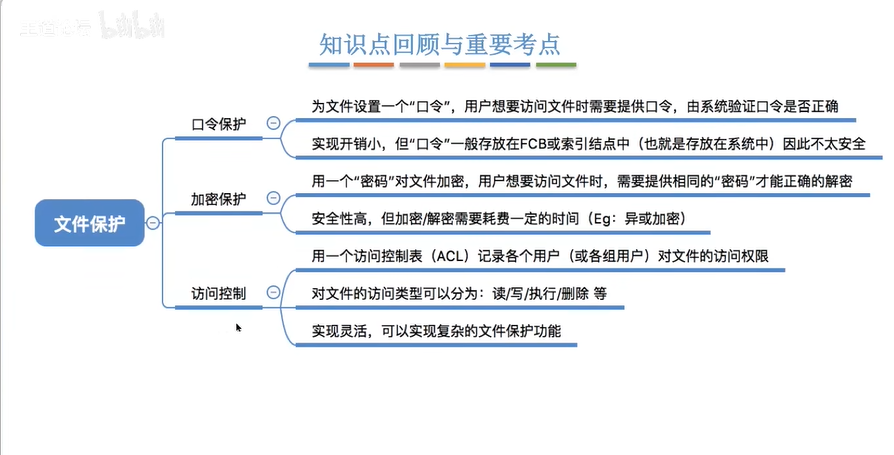 bilibili
知识点回顾与重要考点
文件保护
口令保护
为文件设置一个“口令”，用户想要访问文件时需要提供口令，由系统验证口令是否正确
实现开销小，但“口令”一般存放在FCB或索引结点中（也就是存放在系统中）因此不太安全
加密保护
用一个“密码”对文件加密，用户想要访问文件时，需要提供相同的“密码”才能正确的解密
安全性高，但加密/解密需要耗费一定的时间（Eg：异或加密）
访问控制
用一个访问控制表（ACL）记录各个用户（或各组用户）对文件的访问权限
对文件的访问类型可以分为：读/写/执行/删除 等
实现灵活，可以实现复杂的文件保护功能